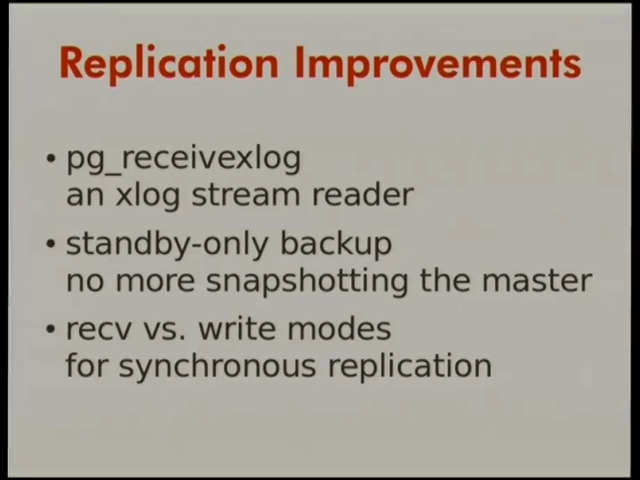 Replication Improvements
• pg_receivexlog
an xlog stream reader
• standby-only backup
no more snapshotting the master
• recv vs. write modes
for synchronous replication